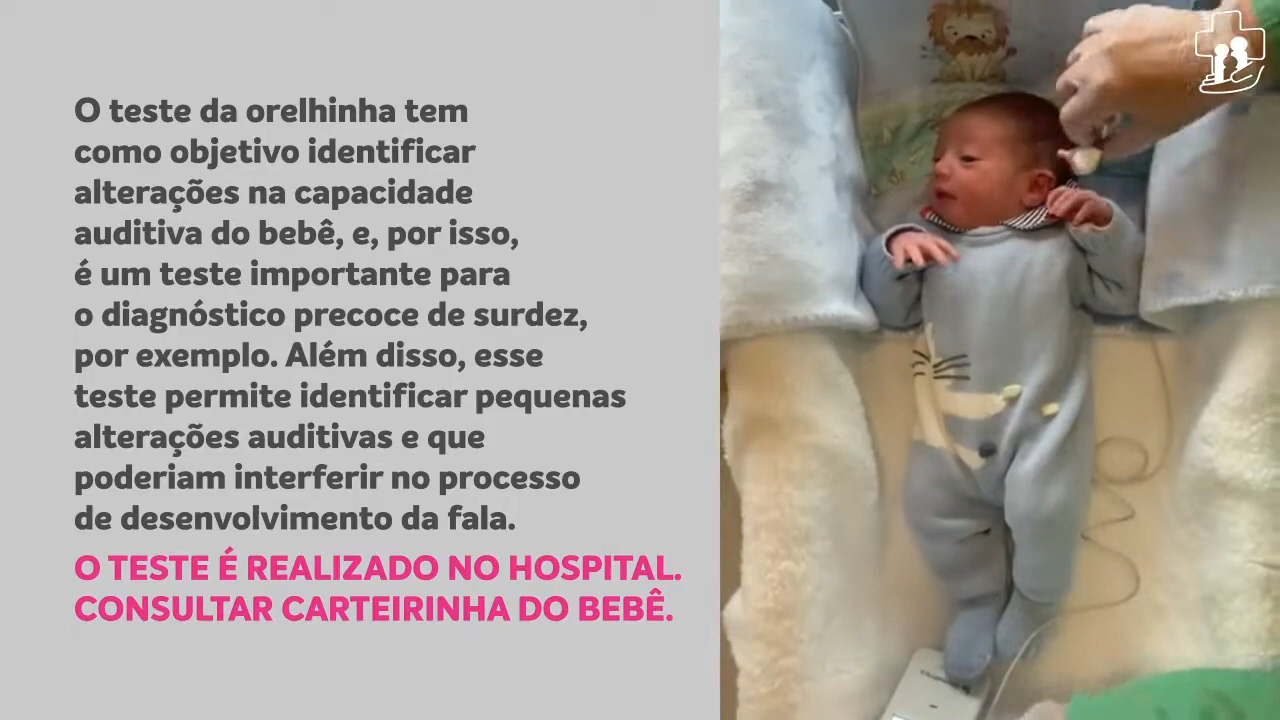 O teste da orelhinha tem
como objetivo identificar
alterações na capacidade
auditiva do bebê, e, por isso,
é um teste importante para
o diagnóstico precoce de surdez,
por exemplo. Além disso, esse
teste permite identificar pequenas
alterações auditivas e que
poderiam interferir no processo
de desenvolvimento da fala.
O TESTE É REALIZADO NO HOSPITAL.
CONSULTAR CARTEIRINHA DO BEBÊ.